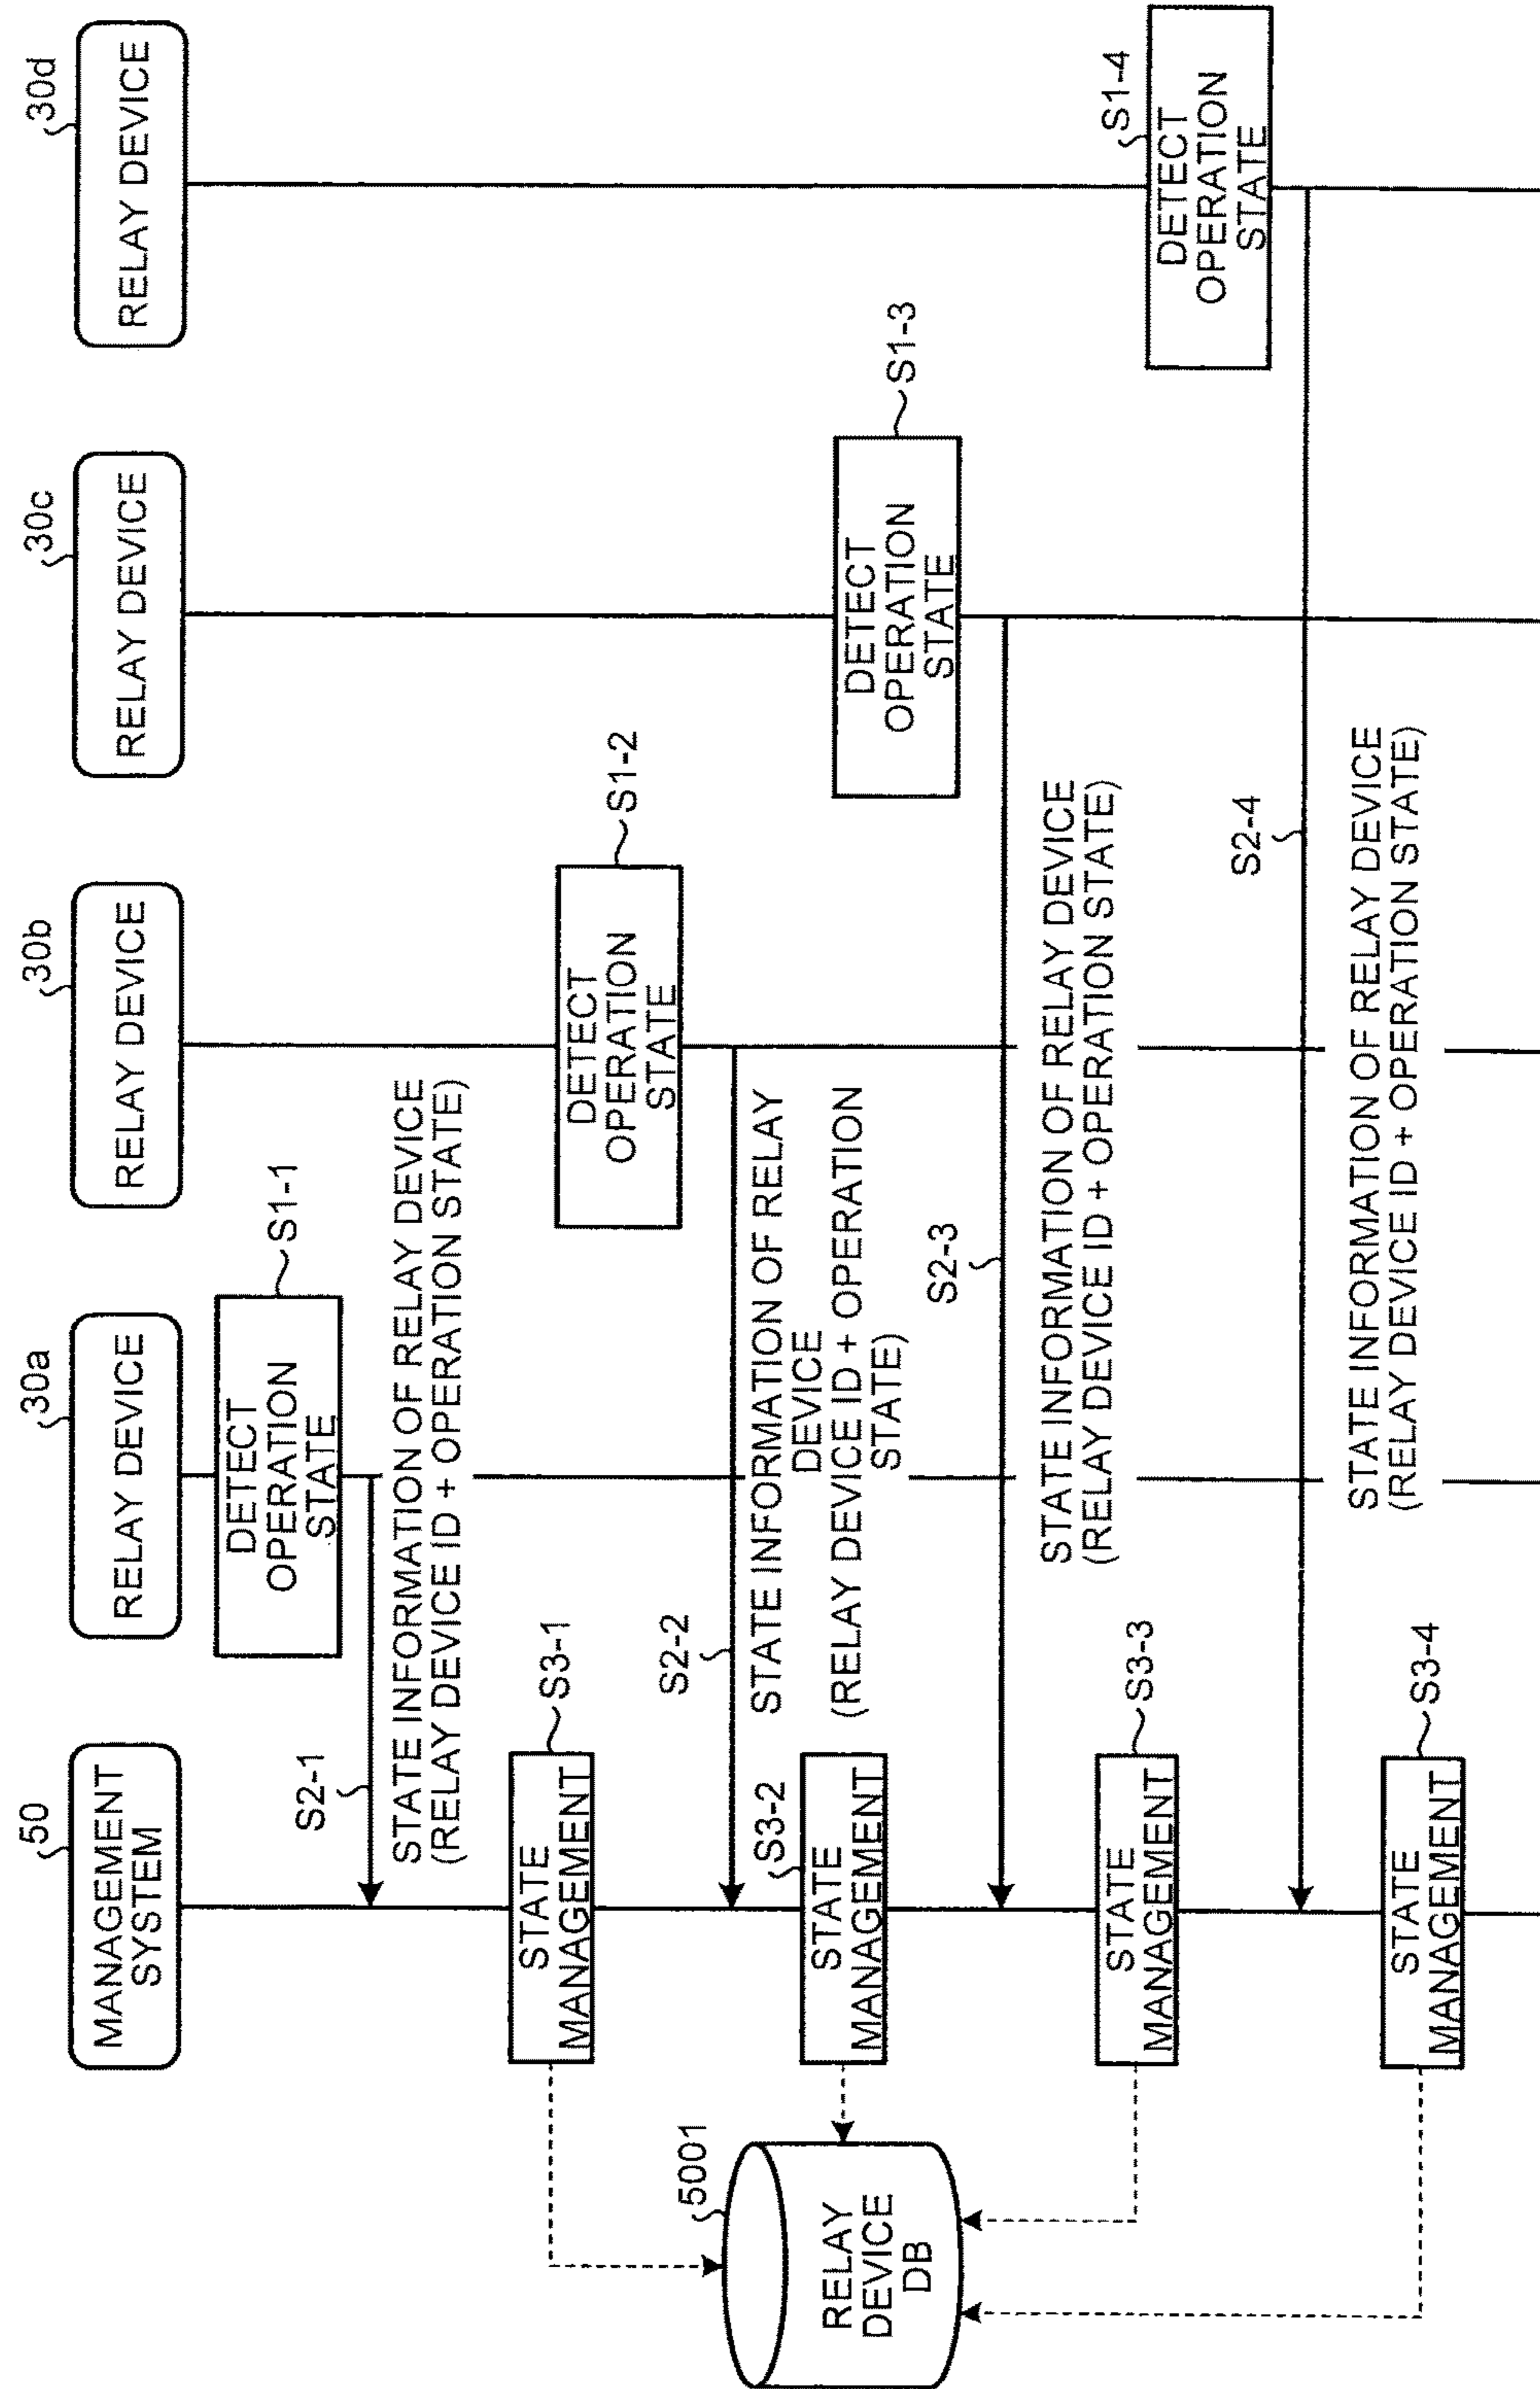 50
MANAGEMENT
SYSTEM
30a
RELAY DEVICE
30b
RELAY DEVICE
30c
RELAY DEVICE
30d
RELAY DEVICE
S1-1
DETECT
OPERATION
STATE
S2-1
STATE INFORMATION OF RELAY DEVICE
(RELAY DEVICE ID + OPERATION STATE)
S3-1
STATE
MANAGEMENT
S1-2
DETECT
OPERATION
STATE
S2-2
STATE INFORMATION OF RELAY
DEVICE
(RELAY DEVICE ID + OPERATION
STATE)
S3-2
STATE
MANAGEMENT
5001
RELAY
DEVICE
DB
S1-3
DETECT
OPERATION
STATE
S2-3
STATE INFORMATION OF RELAY DEVICE
(RELAY DEVICE ID + OPERATION STATE)
S3-3
STATE
MANAGEMENT
S1-4
DETECT
OPERATION
STATE
S2-4
STATE INFORMATION OF RELAY DEVICE
(RELAY DEVICE ID + OPERATION STATE)
S3-4
STATE
MANAGEMENT